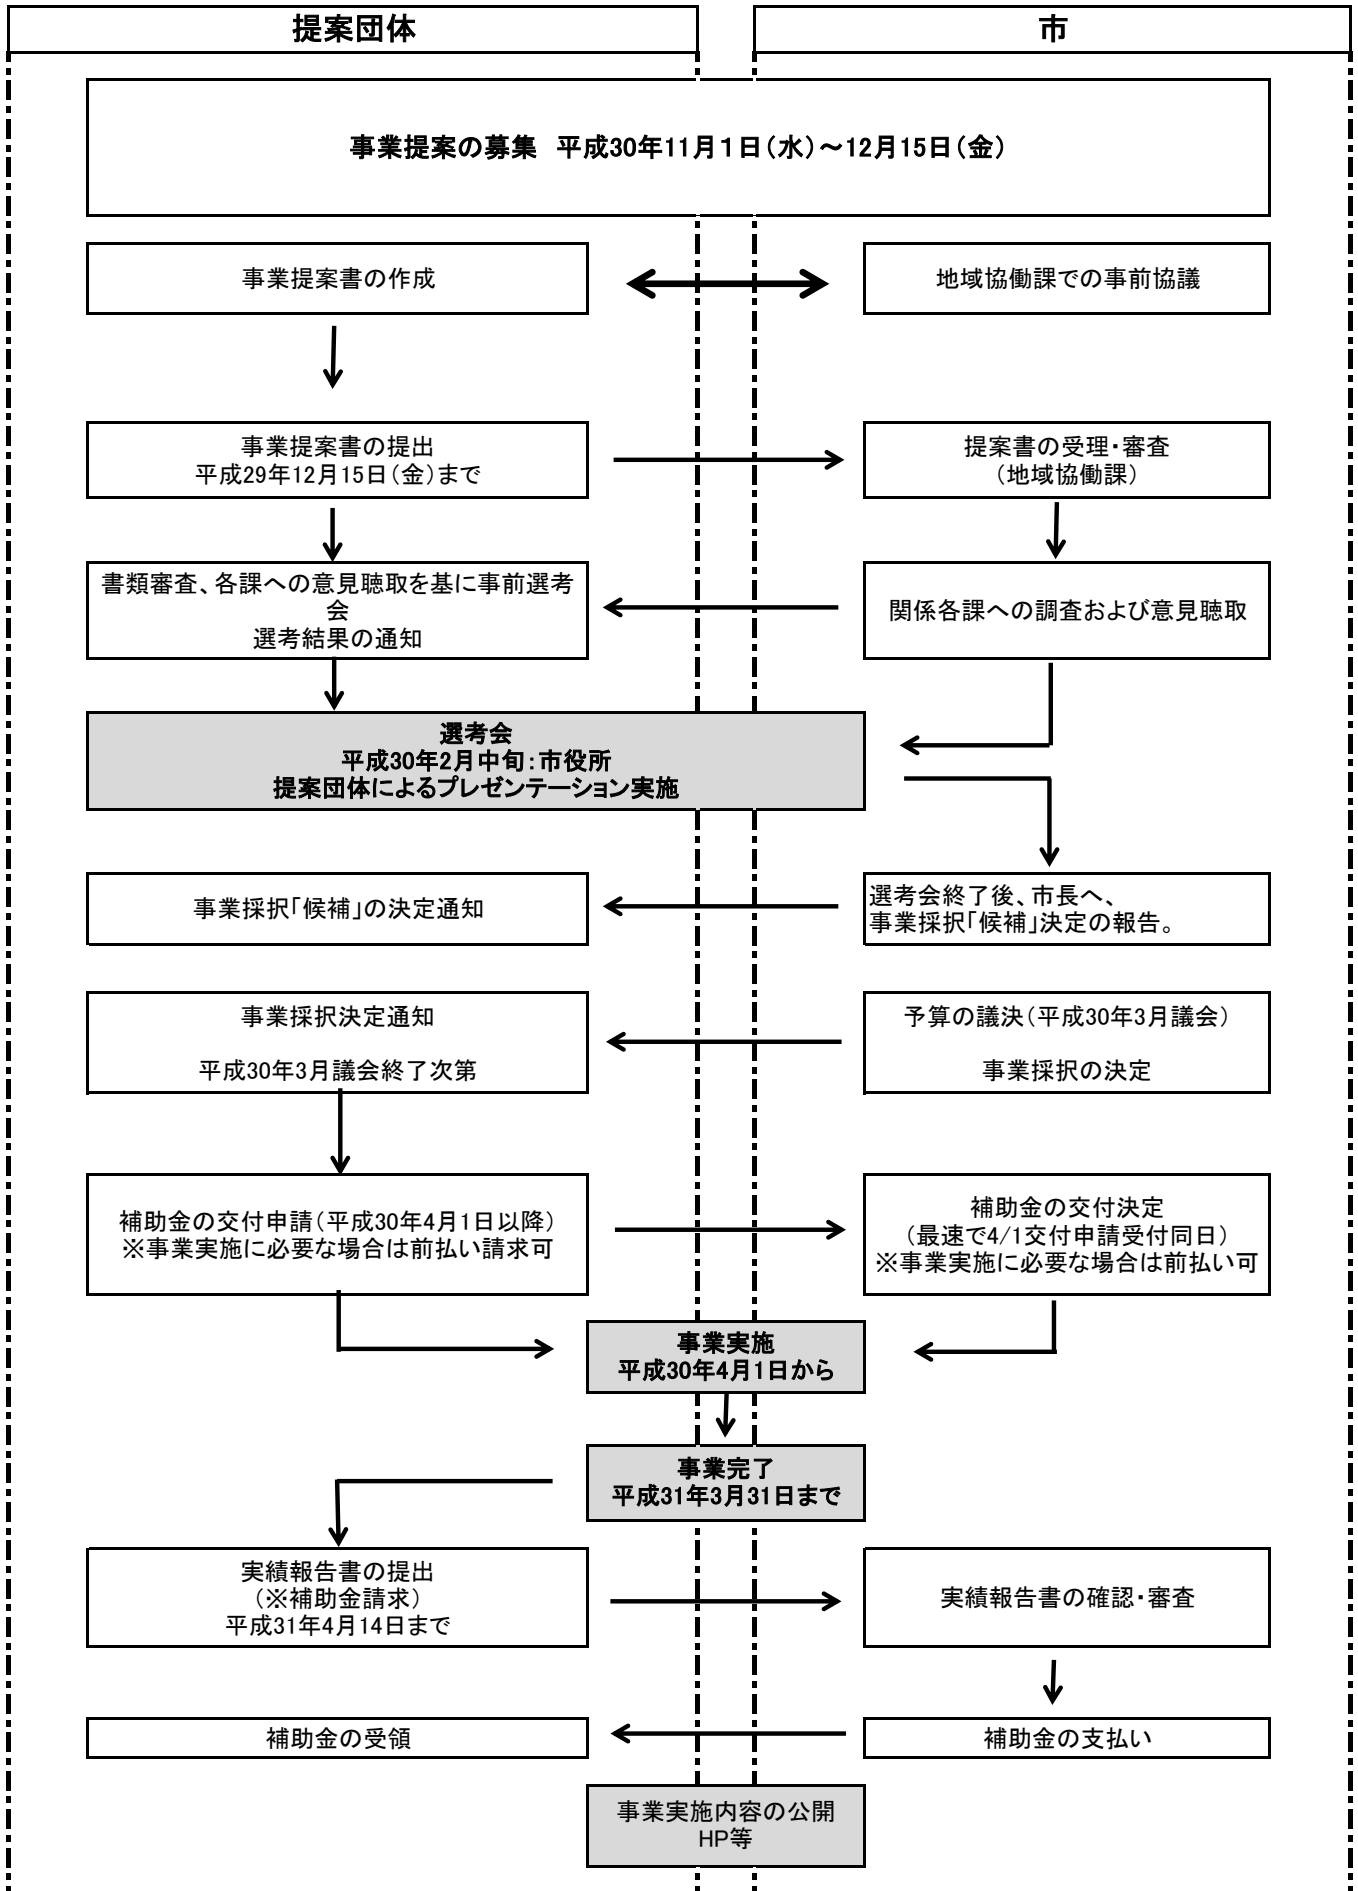 提案団体
市
事業提案の募集　平成30年11月１日（水）～12月15日（金）
事業提案書の作成
地域協働課での事前協議
事業提案書の提出
平成29年12月15日（金）まで
提案書の受理・審査
（地域協働課）
書類審査、各課への意見聴取を基に事前選考
会
選考結果の通知
関係各課への調査および意見聴取
選考会
平成30年2月中旬：市役所
提案団体によるプレゼンテーション実施
事業採択「候補」の決定通知
選考会終了後、市長へ、
事業採択「候補」決定の報告。
事業採択決定通知
平成30年3月議会終了次第
予算の議決（平成30年3月議会）
事業採択の決定
補助金の交付申請（平成30年4月1日以降）
※事業実施に必要な場合は前払い請求可
補助金の交付決定
（最速で4/1交付申請受付同日）
※事業実施に必要な場合は前払い可
事業実施
平成30年4月1日から
事業完了
平成31年3月31日まで
実績報告書の提出
（※補助金請求）
平成31年4月14日まで
実績報告書の確認・審査
補助金の受領
補助金の支払い
事業実施内容の公開
HP等